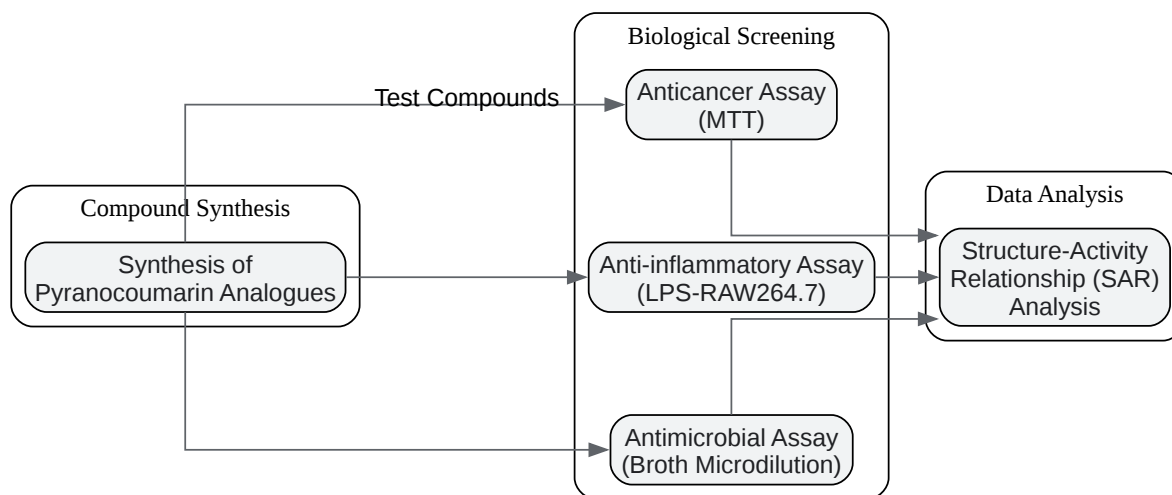 Biological Screening
Test Compounds
Anticancer Assay
(MTT)
Compound Synthesis
Synthesis of
Pyranocoumarin Analogues
Anti-inflammatory Assay
(LPS-RAW264.7)
Data Analysis
Structure-Activity
Relationship (SAR)
Analysis
Antimicrobial Assay
(Broth Microdilution)